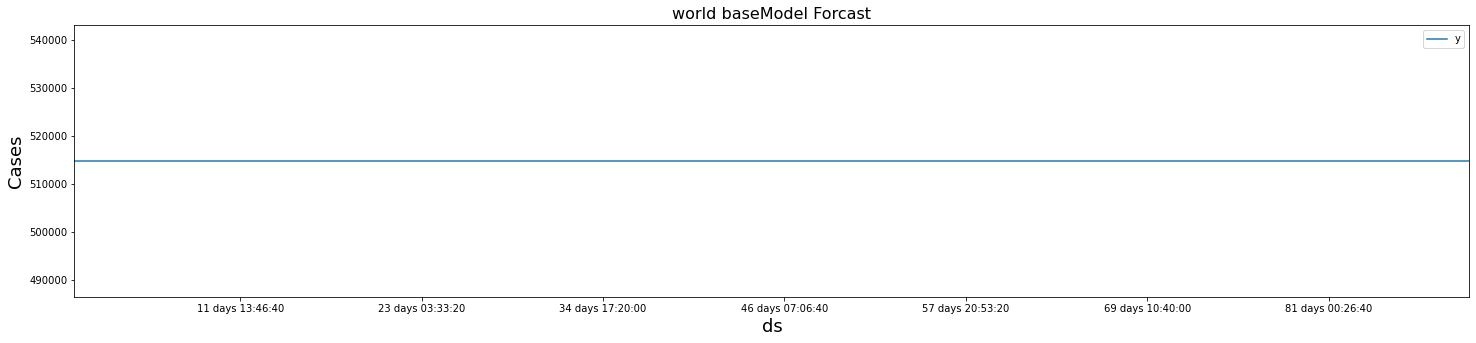 world baseModel Forcast
y
540000
530000
520000
510000
500000
490000
Cases
11 days 13:46:40
23 days 03:33:20
34 days 17:20:00
46 days 07:06:40
57 days 20:53:20
69 days 10:40:00
81 days 00:26:40
ds